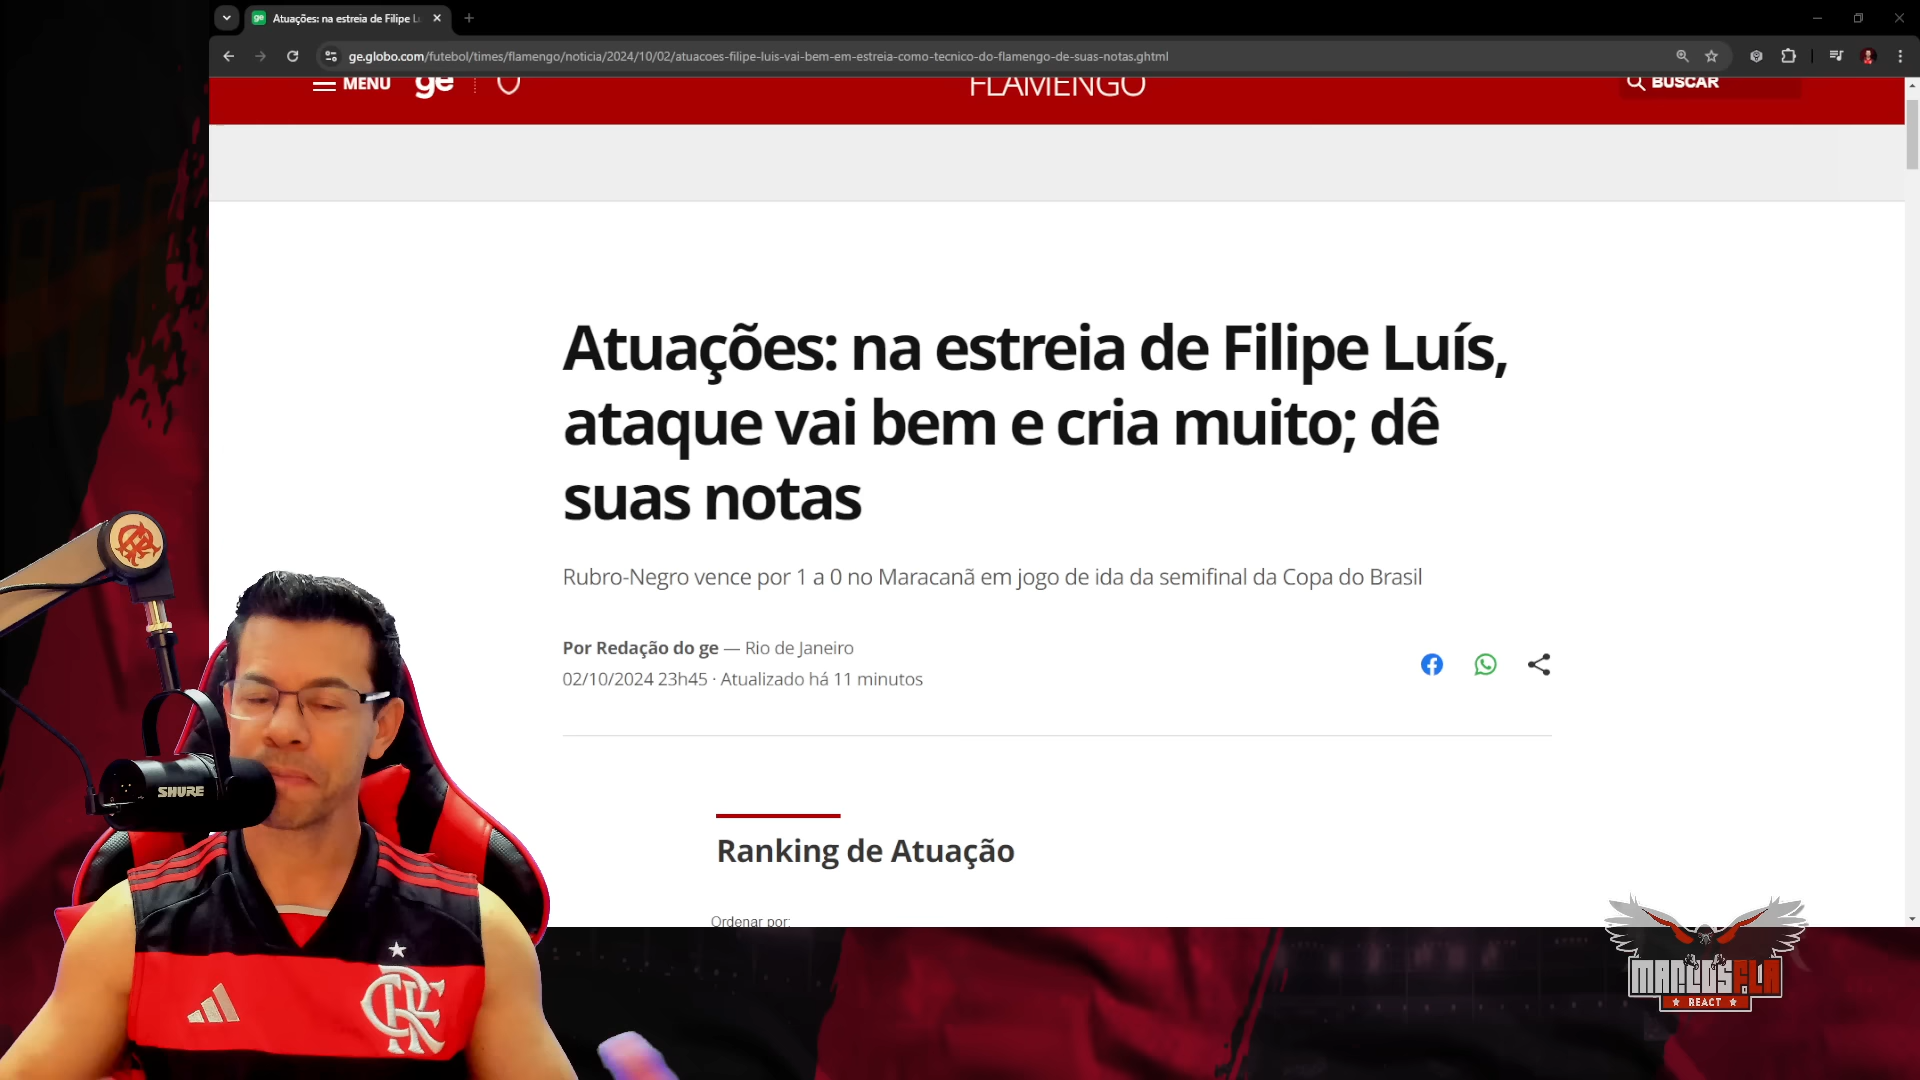 Atuações: na estreia de Filipe L
ge.globo.com/futebol/times/flamengo/noticia/2024/10/02/atuacoes-filipe-luis-vai-bem-em-estreia-como-tecnico-do-flamengo-de-suas-notas.ghtml
MENU ge FLAMENGO BUSCAR
Atuações: na estreia de Filipe Luís,
ataque vai bem e cria muito; dê
suas notas
Rubro-Negro vence por 1 a 0 no Maracanã em jogo de ida da semifinal da Copa do Brasil
Por Redação do ge — Rio de Janeiro
02/10/2024 23h45 · Atualizado há 11 minutos
Ranking de Atuação
Ordenar por:
SHURE
CRF
MARCUSFLA
REACT